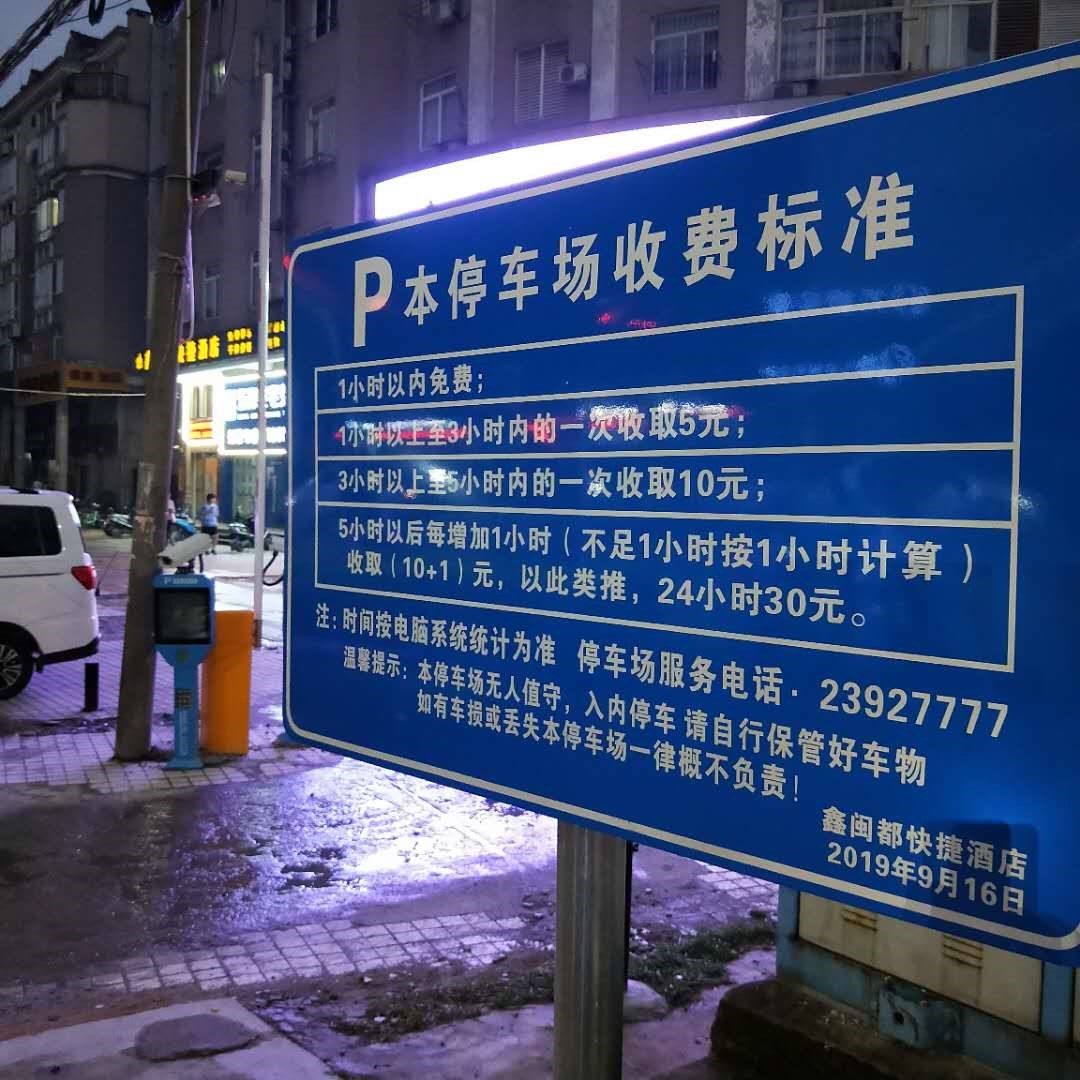 P 本停车场收费标准
1小时以内免费；
1小时以上至3小时内的一次收取5元；
3小时以上至5小时内的一次收取10元；
5小时以后每增加1小时（不足1小时按1小时计算）
收取（10+1）元，以此类推，24小时30元。
注：时间按电脑系统统计为准 停车场服务电话·23927777
温馨提示：本停车场无人值守，入内停车 请自行保管好车物
如有车损或丢失本停车场一律概不负责！
鑫闽都快捷酒店
2019年9月16日
快捷酒店
P